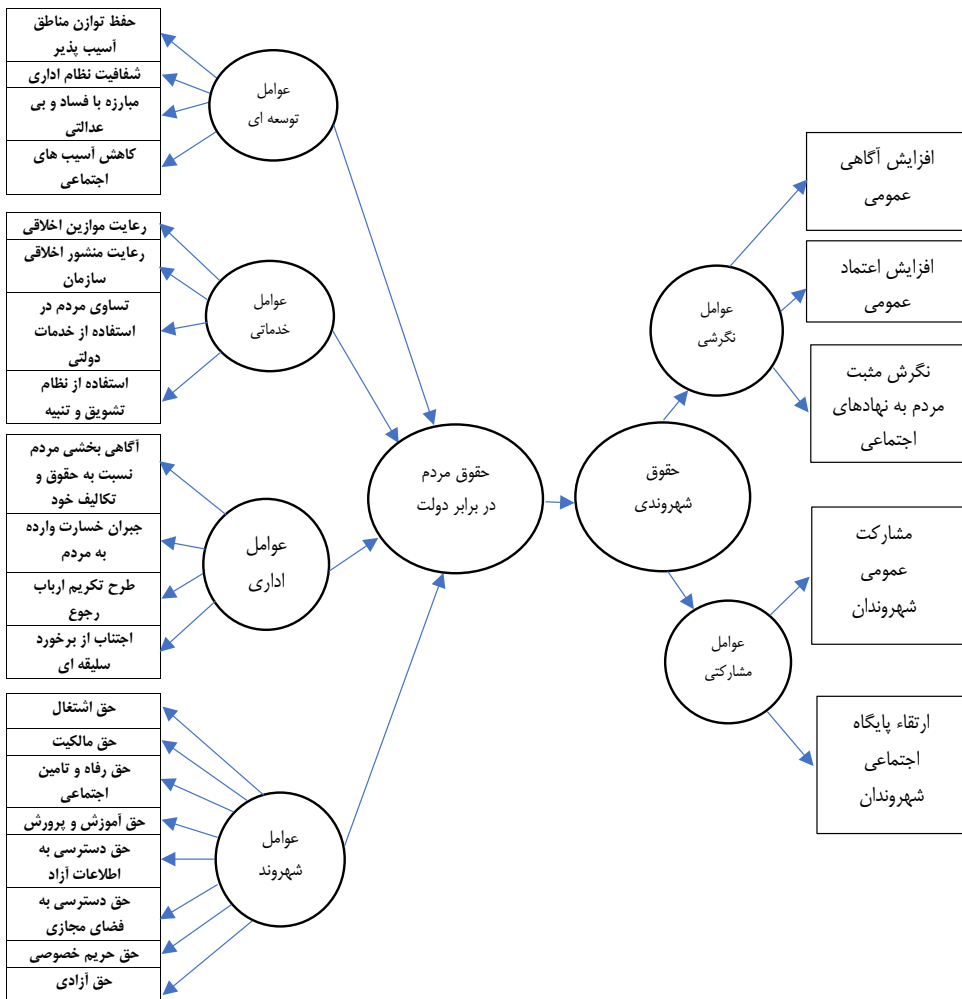 حفظ توازن مناطق
آسیب پذیر
شفافیت نظام اداری
مبارزه با فساد و بی
عدالتی
کاهش آسیب های
اجتماعی
عوامل
توسعه ای
رعایت موازین اخلاقی
رعایت منشور اخلاقی
سازمان
تساوی مردم در
استفاده از خدمات
دولتی
استفاده از نظام
تشویق و تنبیه
عوامل
خدماتی
آگاهی بخشی مردم
نسبت به حقوق و
تکالیف خود
جبران خسارت وارده
به مردم
طرح تکریم ارباب
رجوع
اجتناب از برخورد
سلیقه ای
عوامل
اداری
حق اشتغال
حق مالکیت
حق رفاه و تامین
اجتماعی
حق آموزش و پرورش
حق دسترسی به
اطلاعات آزاد
حق دسترسی به
فضای مجازی
حق حریم خصوصی
حق آزادی
عوامل
شهروند
حقوق مردم
در برابر دولت
حقوق
شهروندی
عوامل
نگرشی
افزایش آگاهی
عمومی
افزایش اعتماد
عمومی
نگرش مثبت
مردم به نهادهای
اجتماعی
عوامل
مشارکتی
مشارکت
عمومی
شهروندان
ارتقاء پایگاه
اجتماعی
شهروندان